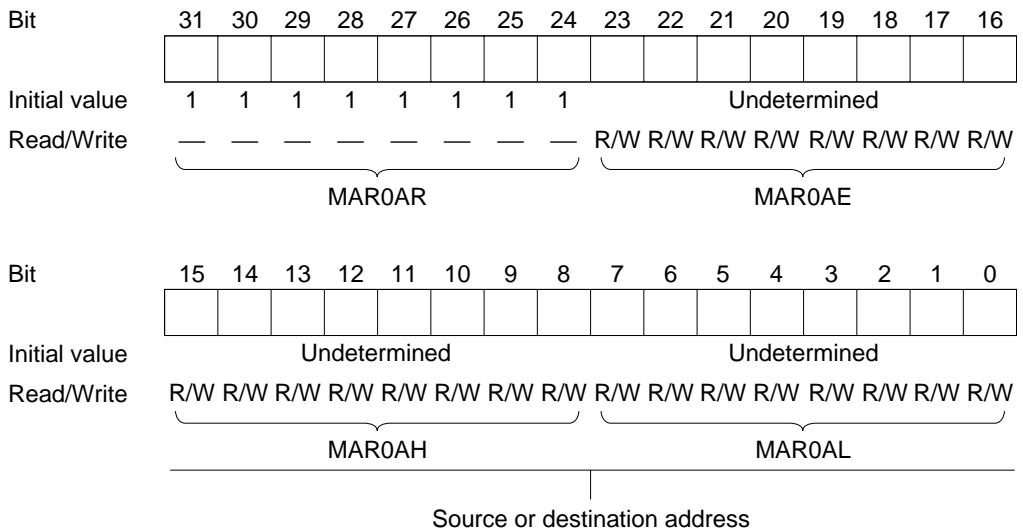 Bit 31 30 29 28 27 26 25 24 23 22 21 20 19 18 17 16
Initial value 1 1 1 1 1 1 1 1 Undetermined
Read/Write — — — — — — — — R/W R/W R/W R/W R/W R/W R/W R/W
MAR0AR MAR0AE
Bit 15 14 13 12 11 10 9 8 7 6 5 4 3 2 1 0
Initial value Undetermined Undetermined
Read/Write R/W R/W R/W R/W R/W R/W R/W R/W R/W R/W R/W R/W R/W R/W R/W R/W
MAR0AH MAR0AL
Source or destination address